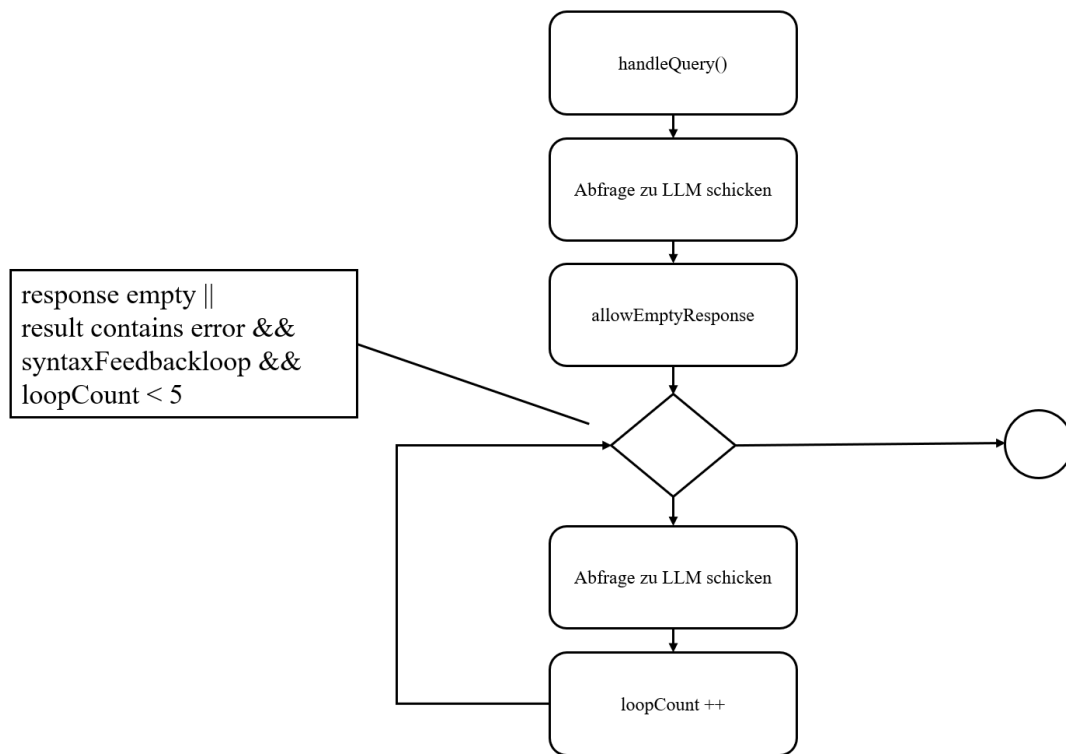 handleQuery()
Abfrage zu LLM schicken
allowEmptyResponse
response empty ||
result contains error &&
syntaxFeedbackloop &&
loopCount < 5
Abfrage zu LLM schicken
loopCount ++